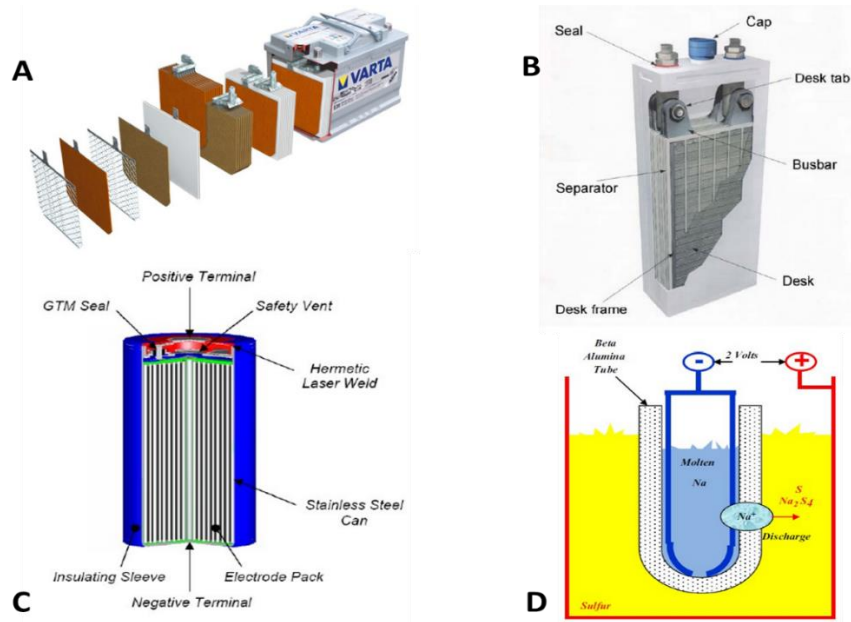 A
VARTA
VARTA
B
Seal
Cap
Desk tab
Busbar
Separator
Desk
Desk frame
Positive Terminal
GTM Seal
Safety Vent
Hermetic
Laser Weld
Stainless Steel
Can
Insulating Sleeve
Electrode Pack
Negative Terminal
C
Beta
Alumina
Tube
-
2 Volts
+
Molten
Na
Na+
S
Na2S4
Discharge
Sulfur
D